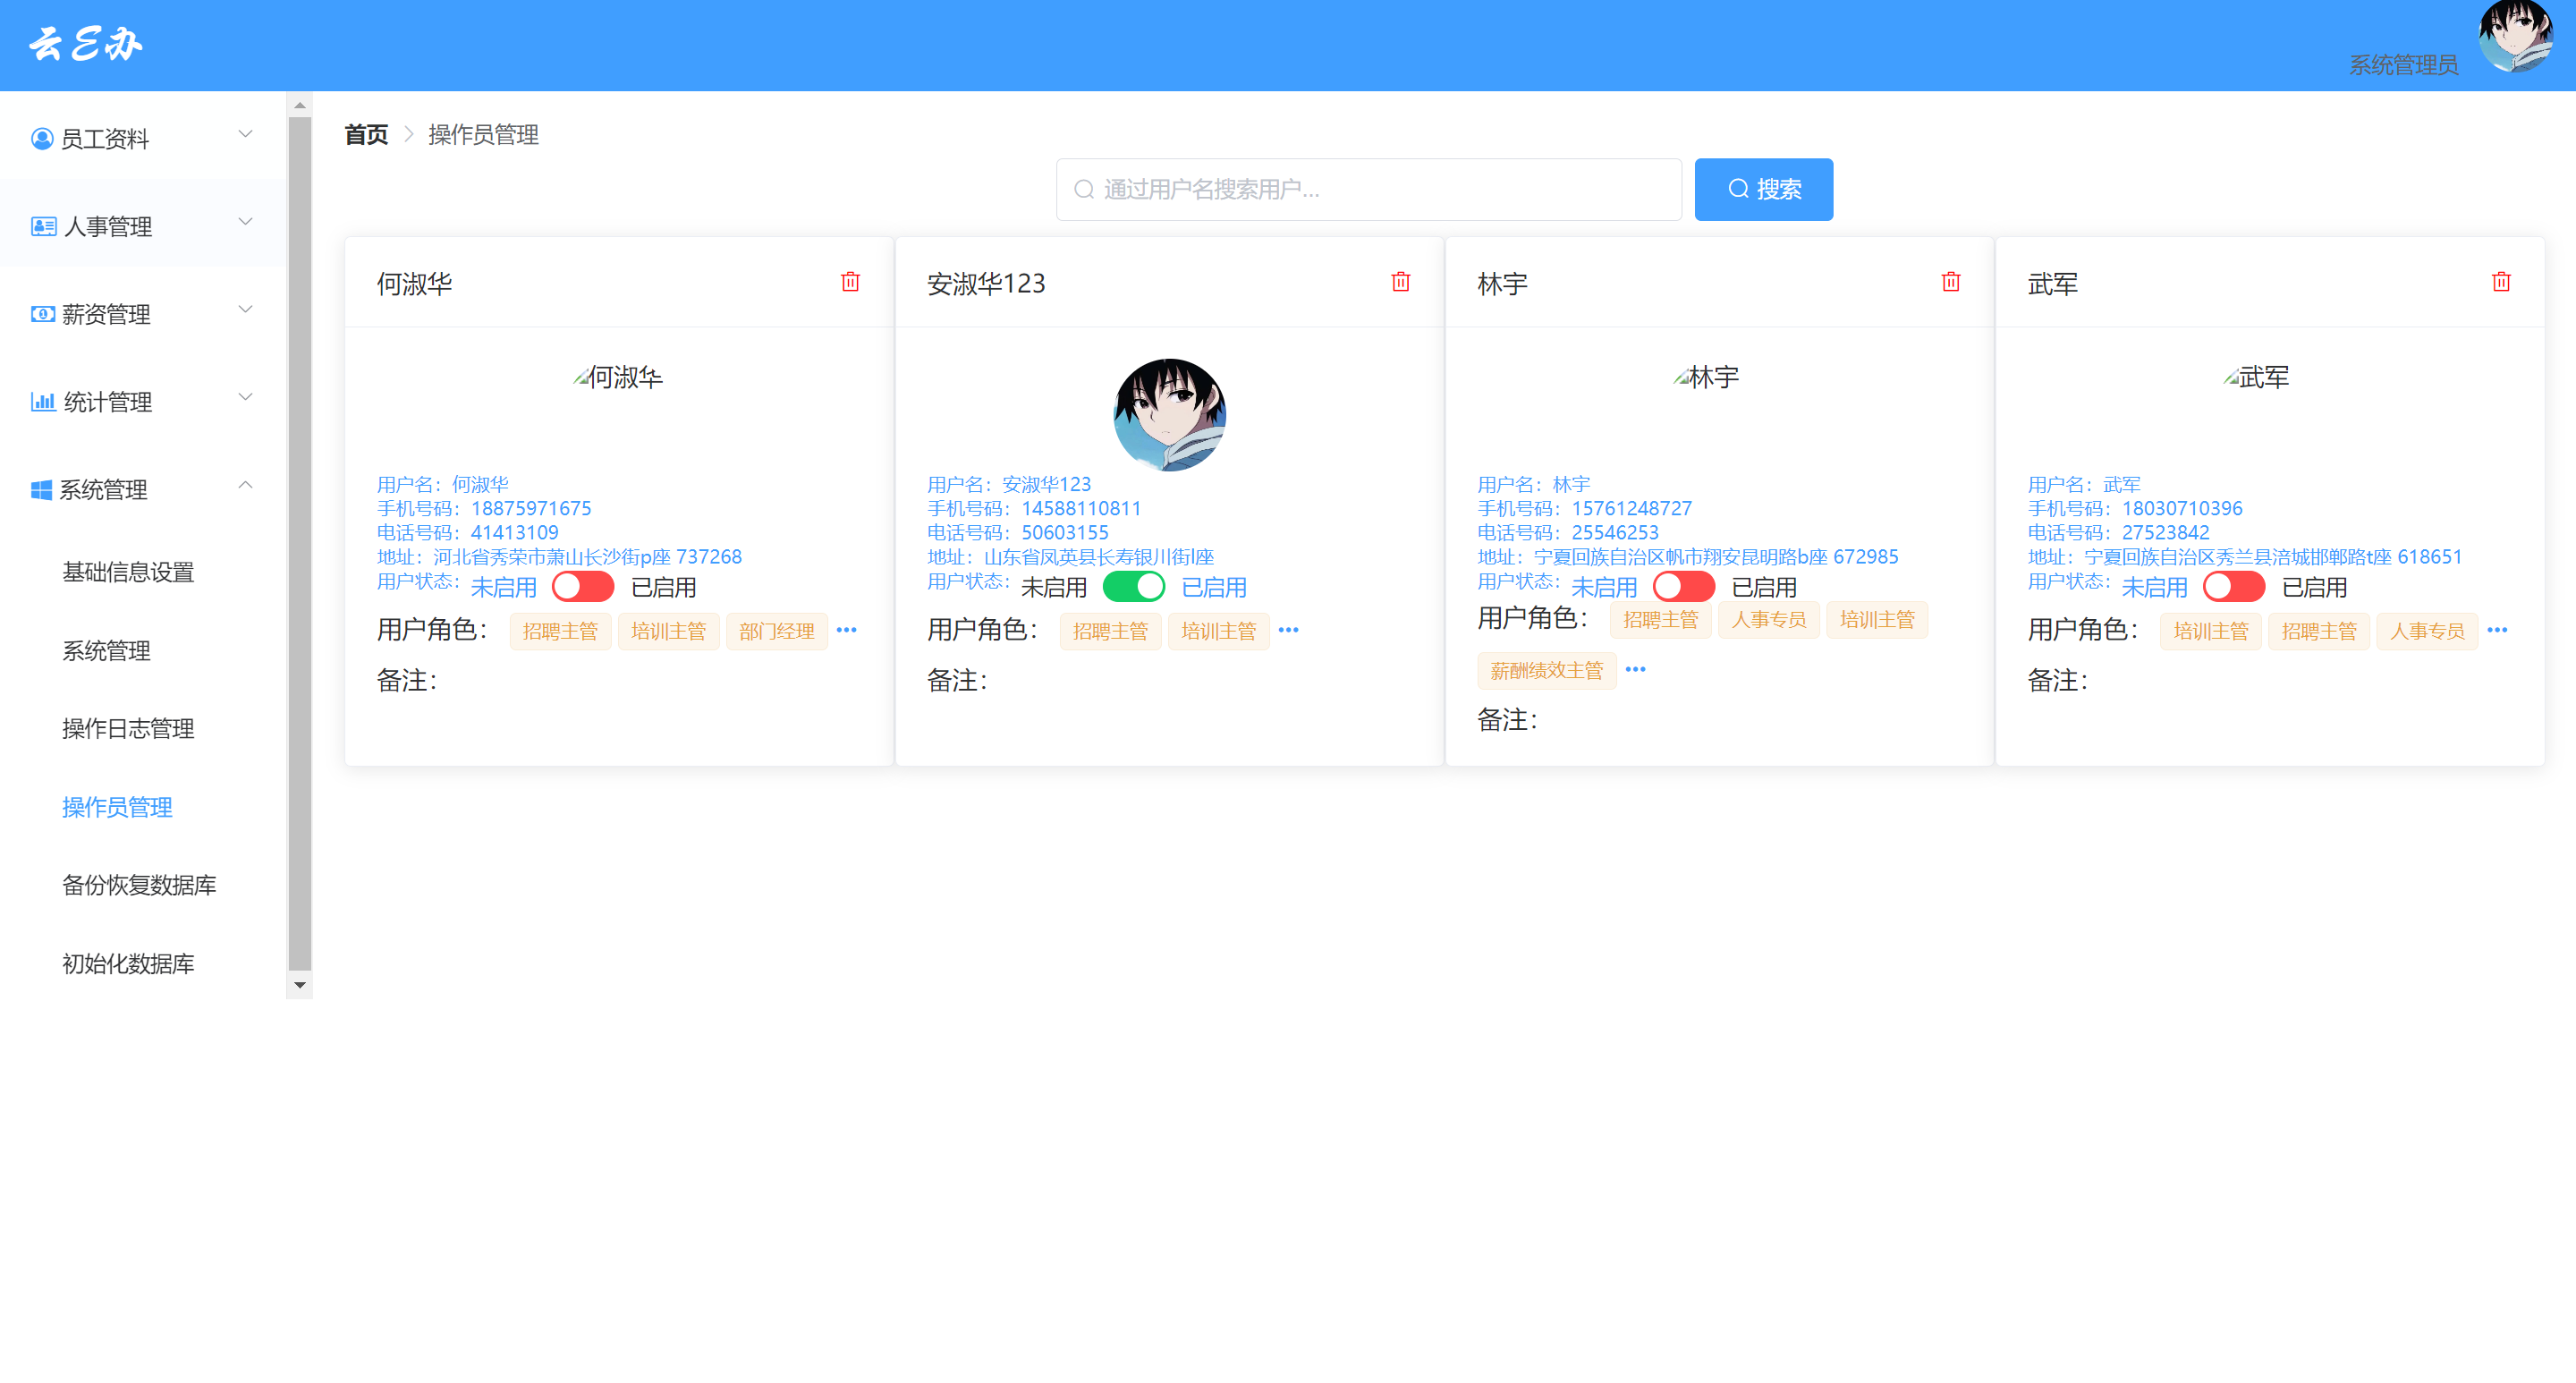 云E办
系统管理员
员工资料
人事管理
薪资管理
统计管理
系统管理
基础信息设置
系统管理
操作日志管理
操作员管理
备份恢复数据库
初始化数据库
首页 操作员管理
通过用户名搜索用户... 搜索
何淑华
何淑华
用户名：何淑华
手机号码：18875971675
电话号码：41413109
地址：河北省秀荣市萧山长沙街p座 737268
用户状态：未启用 已启用
用户角色： 招聘主管 培训主管 部门经理
备注：
安淑华123
用户名：安淑华123
手机号码：14588110811
电话号码：50603155
地址：山东省凤英县长寿银川街l座
用户状态：未启用 已启用
用户角色： 招聘主管 培训主管
备注：
林宇
林宇
用户名：林宇
手机号码：15761248727
电话号码：25546253
地址：宁夏回族自治区帆市翔安昆明路b座 672985
用户状态：未启用 已启用
用户角色： 招聘主管 人事专员 培训主管
薪酬绩效主管
备注：
武军
武军
用户名：武军
手机号码：18030710396
电话号码：27523842
地址：宁夏回族自治区秀兰县涪城邯郸路t座 618651
用户状态：未启用 已启用
用户角色： 培训主管 招聘主管 人事专员
备注：